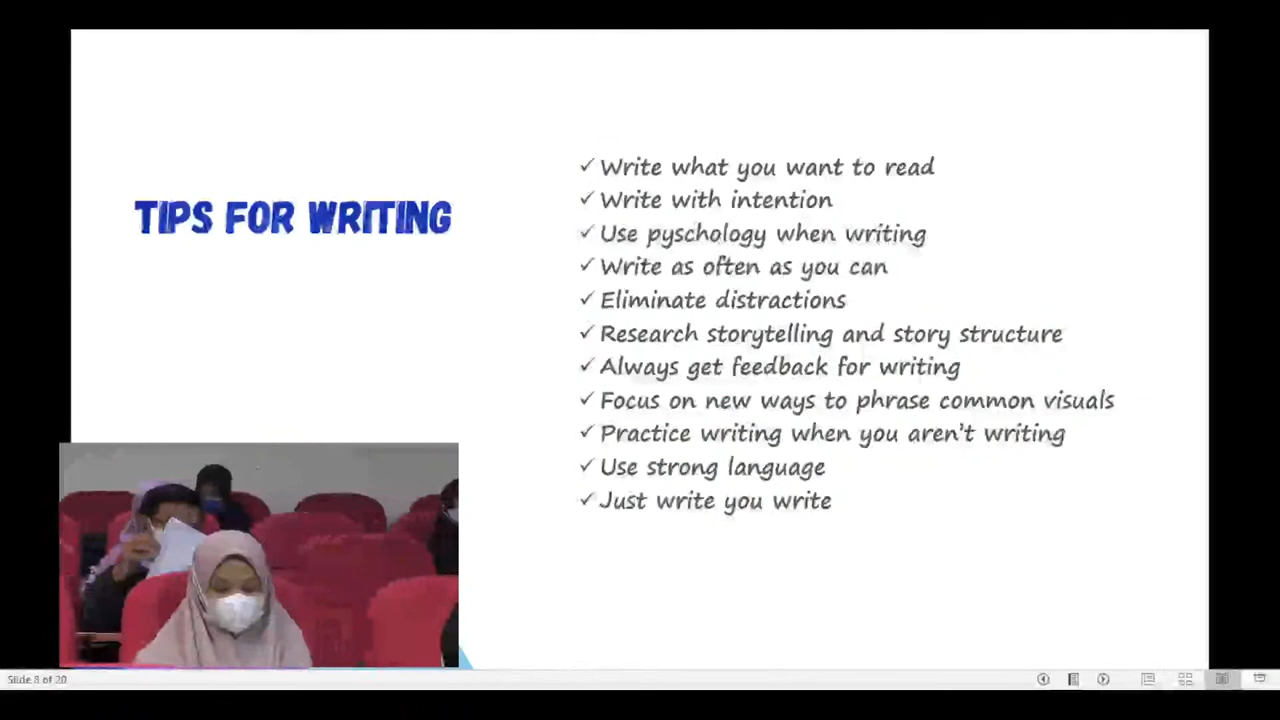 TIPS FOR WRITING
✓ Write what you want to read
✓ Write with intention
✓ Use pyschology when writing
✓ Write as often as you can
✓ Eliminate distractions
✓ Research storytelling and story structure
✓ Always get feedback for writing
✓ Focus on new ways to phrase common visuals
✓ Practice writing when you aren't writing
✓ Use strong language
✓ Just write you write
Slide 8 of 20